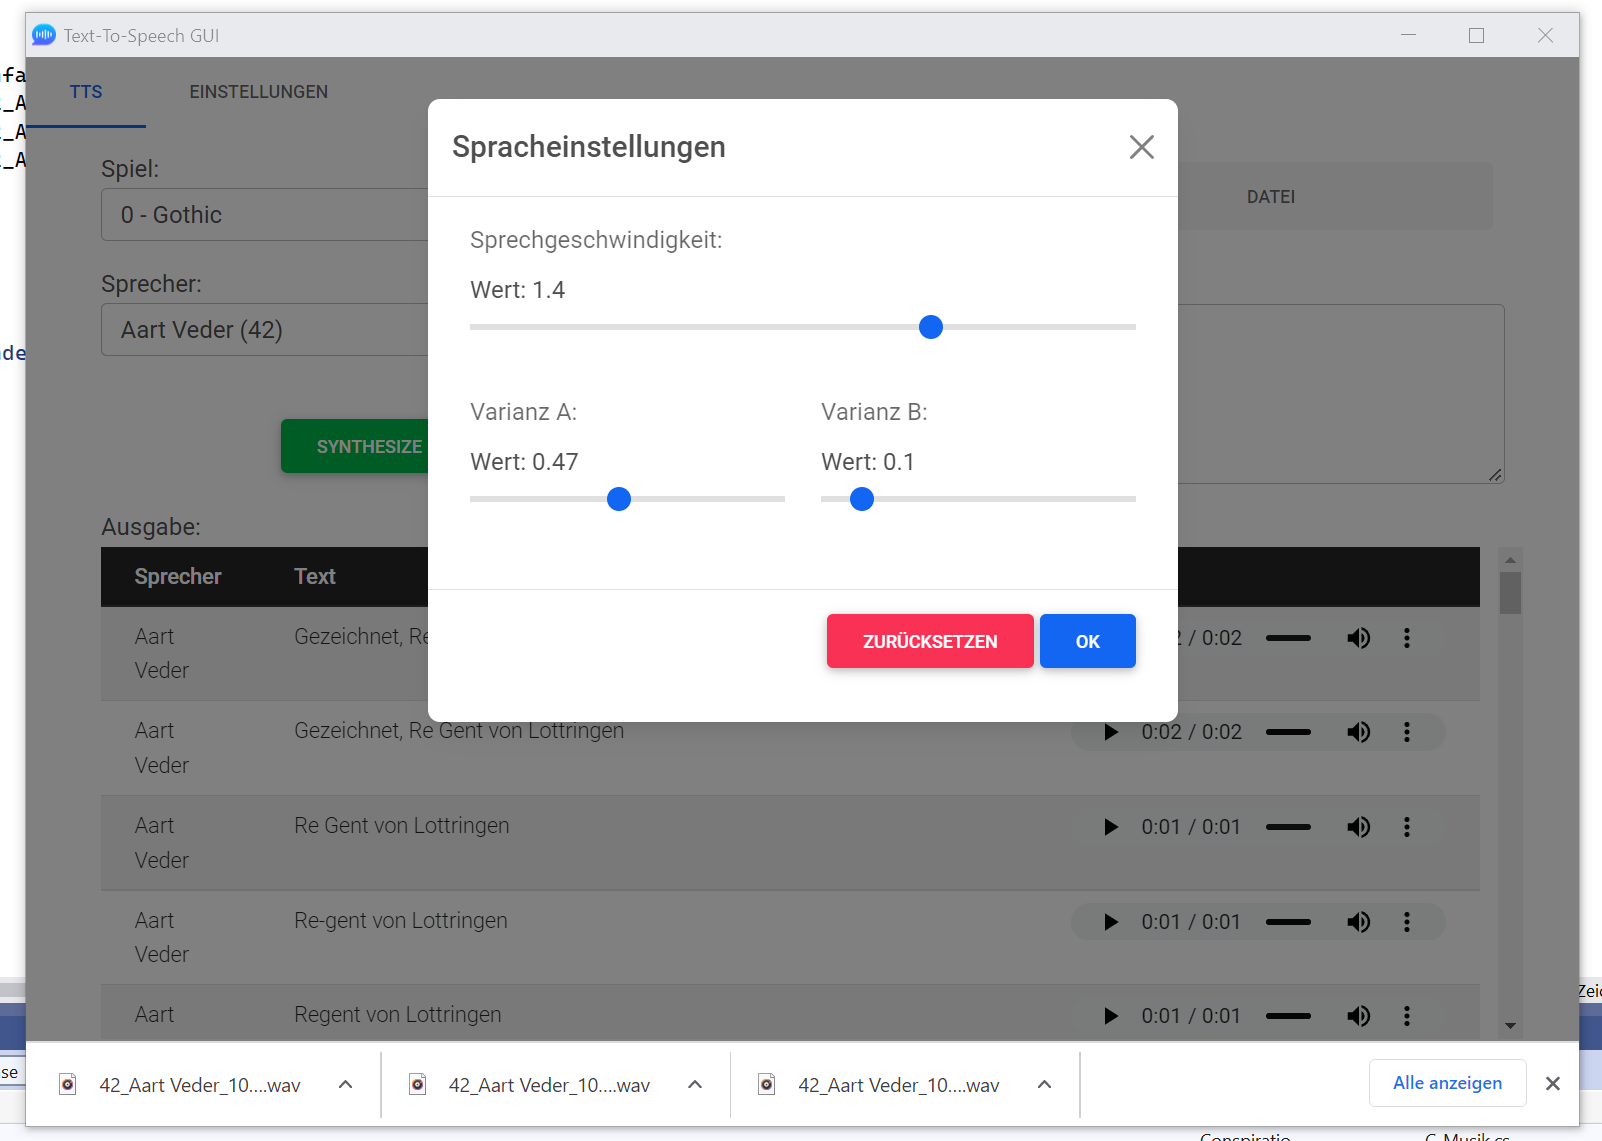 Text-To-Speech GUI
TTS
EINSTELLUNGEN
Spracheinstellungen
Spiel:
0 - Gothic
DATEI
Sprechgeschwindigkeit:
Wert: 1.4
Sprecher:
Aart Veder (42)
Varianz A:
Varianz B:
Wert: 0.47
Wert: 0.1
SYNTHESIZE
Ausgabe:
Sprecher
Text
ZURÜCKSETZEN
OK
Aart
Veder
Gezeichnet, Re
/ 0:02
Aart
Veder
Gezeichnet, Re Gent von Lottringen
0:02 / 0:02
Aart
Veder
Re Gent von Lottringen
0:01 / 0:01
Aart
Veder
Re-gent von Lottringen
0:01 / 0:01
Aart
Regent von Lottringen
0:01 / 0:01
42_Aart Veder_10....wav
42_Aart Veder_10....wav
42_Aart Veder_10....wav
Alle anzeigen